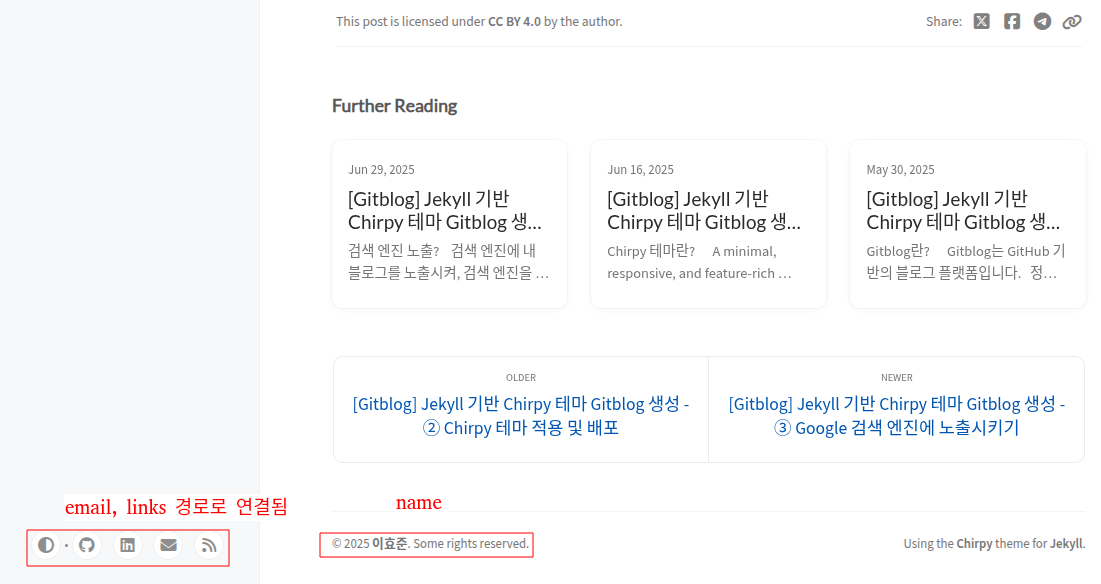 This post is licensed under CC BY 4.0 by the author.
Share:
Further Reading
Jun 29, 2025
[Gitblog] Jekyll 기반
Chirpy 테마 Gitblog 생...
검색 엔진 노출? 검색 엔진에 내
블로그를 노출시켜, 검색 엔진을 ...
Jun 16, 2025
[Gitblog] Jekyll 기반
Chirpy 테마 Gitblog 생...
Chirpy 테마란? A minimal,
responsive, and feature-rich ...
May 30, 2025
[Gitblog] Jekyll 기반
Chirpy 테마 Gitblog 생...
Gitblog란? Gitblog는 GitHub 기
반의 블로그 플랫폼입니다. 정...
OLDER
[Gitblog] Jekyll 기반 Chirpy 테마 Gitblog 생성 -
② Chirpy 테마 적용 및 배포
NEWER
[Gitblog] Jekyll 기반 Chirpy 테마 Gitblog 생성 -
③ Google 검색 엔진에 노출시키기
email, links 경로로 연결됨
name
© 2025 이효준. Some rights reserved.
Using the Chirpy theme for Jekyll.